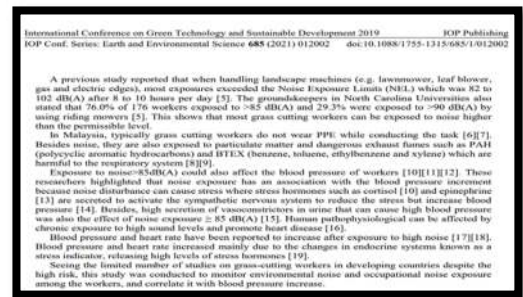 International Conference on Green Technology and Sustainable Development 2019 IOP Publishing
IOP Conf. Series: Earth and Environmental Science 685 (2021) 012002 doi:10.1088/1755-1315/685/1/012002
A previous study reported that when handling landscape machines (e.g. lawnmower, leaf blower,
gas and electric edges), most exposures exceeded the Noise Exposure Limits (NEL) which was 82 to
102 dB(A) after 8 to 10 hours per day [5]. The groundskeepers in North Carolina Universities also
stated that 76.0% of 176 workers exposed to >85 dB(A) and 29.3% were exposed to >90 dB(A) by
using riding mowers [5]. This shows that most grass cutting workers can be exposed to noise higher
than the permissible level.
In Malaysia, typically grass cutting workers do not wear PPE while conducting the task [6][7].
Besides noise, they are also exposed to particulate matter and dangerous exhaust fumes such as PAH
(polycyclic aromatic hydrocarbons) and BTEX (benzene, toluene, ethylbenzene and xylene) which are
harmful to the respiratory system [8][9].
Exposure to noise>85dB(A) could also affect the blood pressure of workers [10][11][12]. These
researchers highlighted that noise exposure has an association with the blood pressure increment
because noise disturbance can cause where stress hormones such as cortisol [10] and epinephrine
[13] are secreted to activate the sympathetic nervous system to reduce the stress but increase blood
pressure [14]. Besides, high secretion of vasoconstrictors in urine that can cause high blood pressure
was also the effect of noise exposure ≥ 85 dB(A) [15]. Human pathophysiological can be affected by
chronic exposure to high sound levels and promote heart disease [16].
Blood pressure and heart rate have been reported to increase after exposure to high noise [17][18].
Blood pressure and heart rate increased mainly due to the changes in endocrine systems known as a
stress indicator, releasing high levels of stress hormones [19].
Seeing the limited number of studies on grass-cutting workers in developing countries despite the
high risk, this study was conducted to monitor environmental noise and occupational noise exposure
among the workers, and correlate it with blood pressure increase.